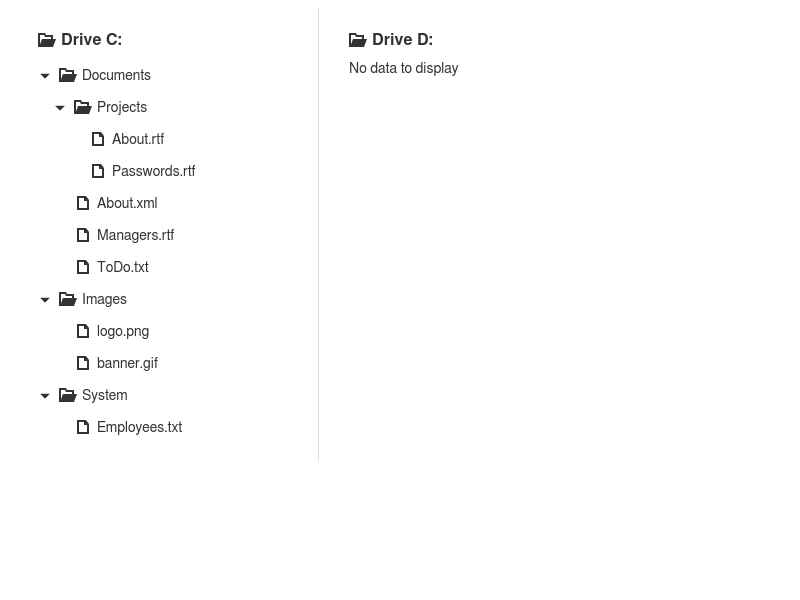 Drive C:
Documents
Projects
About.rtf
Passwords.rtf
About.xml
Managers.rtf
ToDo.txt
Images
logo.png
banner.gif
System
Employees.txt
Drive D:
No data to display